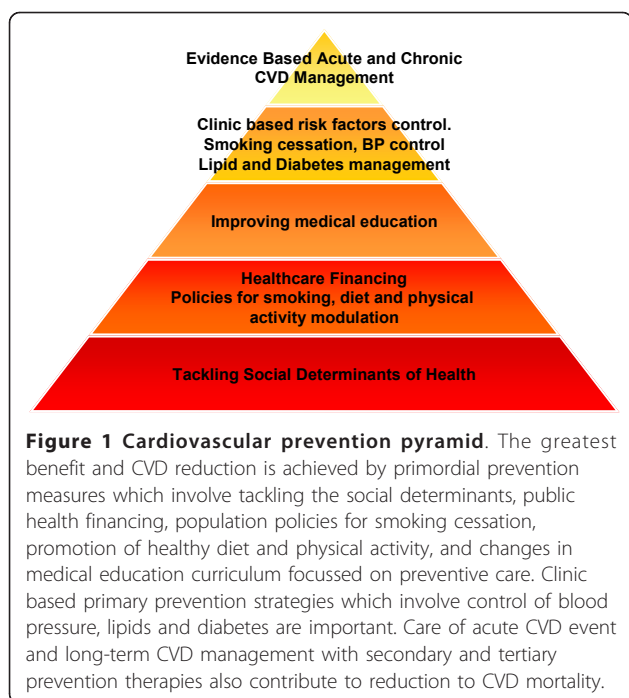 Evidence Based Acute and Chronic
CVD Management
Clinic based risk factors control.
Smoking cessation, BP control
Lipid and Diabetes management
Improving medical education
Healthcare Financing
Policies for smoking, diet and physical
activity modulation
Tackling Social Determinants of Health
Figure 1 Cardiovascular prevention pyramid. The greatest
benefit and CVD reduction is achieved by primordial prevention
measures which involve tackling the social determinants, public
health financing, population policies for smoking cessation,
promotion of healthy diet and physical activity, and changes in
medical education curriculum focussed on preventive care. Clinic
based primary prevention strategies which involve control of blood
pressure, lipids and diabetes are important. Care of acute CVD event
and long-term CVD management with secondary and tertiary
prevention therapies also contribute to reduction to CVD mortality.